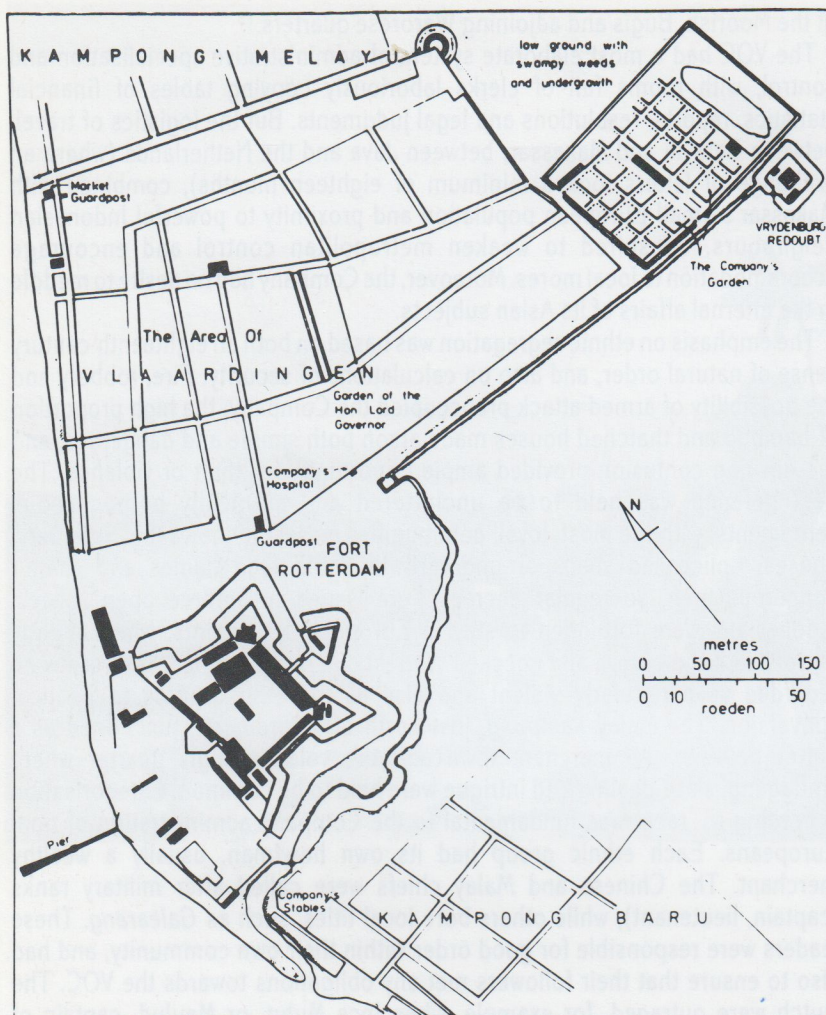 KAMPONG MELAYU
low ground with
swampy weeds
and undergrowth
Market
Guardpost
VRYDENBURG
REDOUBT
The Company's
Garden
The Area Of
VLAARDINGEN
Garden of the
Hon. Lord
Governor
Company's
Hospital
Guardpost
FORT
ROTTERDAM
N
metres
0 50 100 150
0 10 50
roeden
Pier
Company's
Stables
KAMPONG BARU